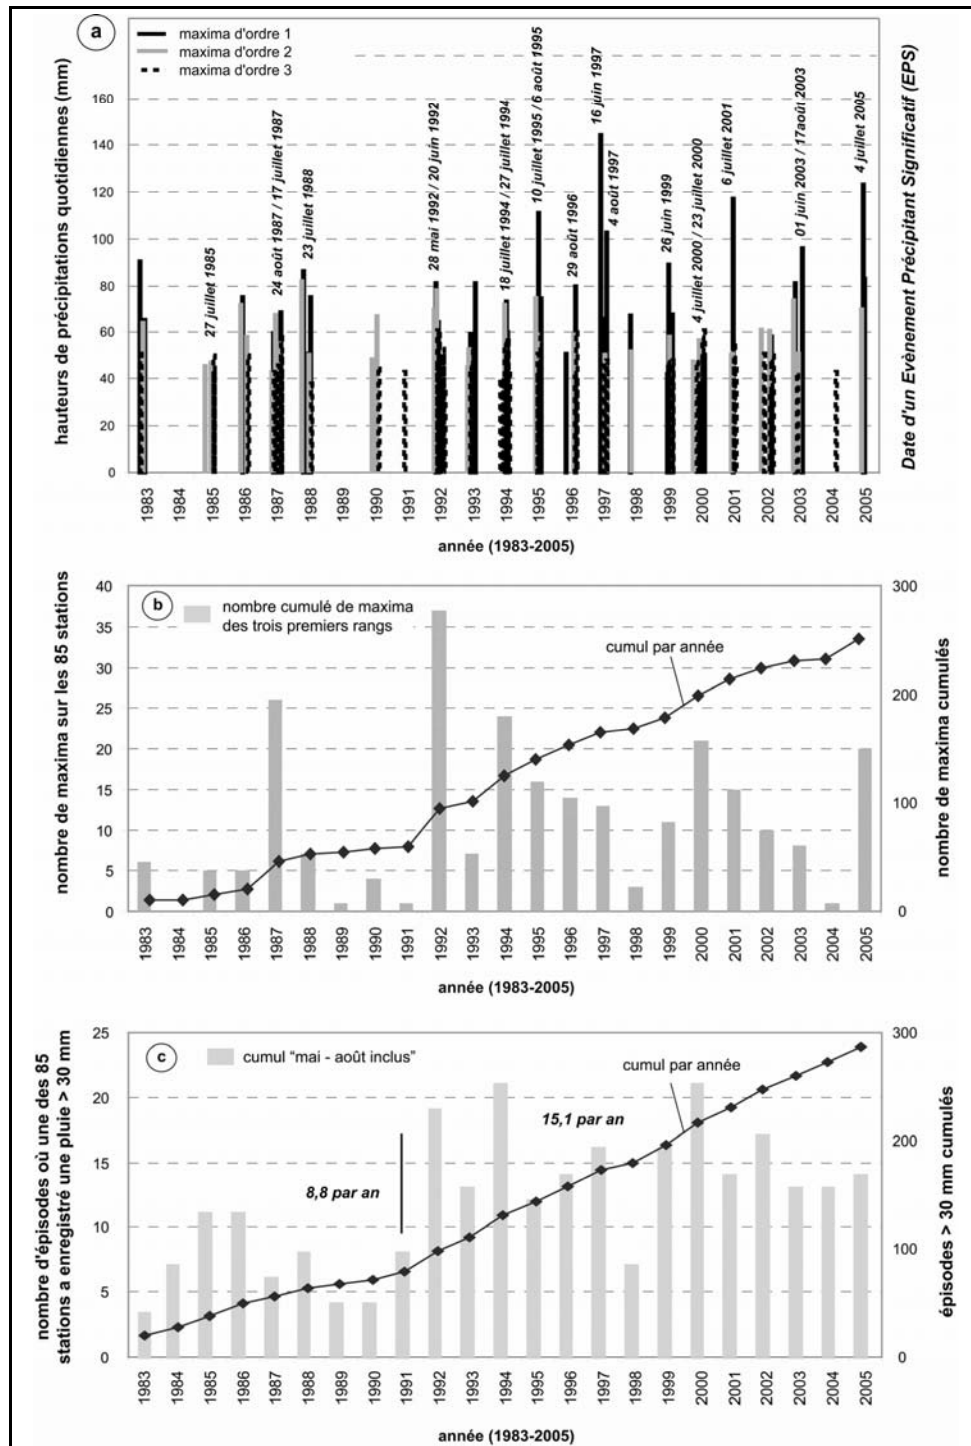 a
maxima d'ordre 1
maxima d'ordre 2
maxima d'ordre 3
hauteurs de précipitations quotidiennes (mm)
160
140
120
100
80
60
40
20
0
27 juillet 1985
24 août 1987 / 17 juillet 1987
23 juillet 1988
28 mai 1992 / 20 juin 1992
18 juillet 1994 / 27 juillet 1994
10 juillet 1995 / 6 août 1995
29 août 1996
16 juin 1997
4 août 1997
26 juin 1999
4 juillet 2000 / 23 juillet 2000
6 juillet 2001
01 juin 2003 / 17août 2003
4 juillet 2005
Date d'un Evènement Précipitant Significatif (EPS)
1983 1984 1985 1986 1987 1988 1989 1990 1991 1992 1993 1994 1995 1996 1997 1998 1999 2000 2001 2002 2003 2004 2005
année (1983-2005)
b
nombre cumulé de maxima
des trois premiers rangs
cumul par année
nombre de maxima sur les 85 stations
40
35
30
25
20
15
10
5
0
300
200
100
0
nombre de maxima cumulés
1983 1984 1985 1986 1987 1988 1989 1990 1991 1992 1993 1994 1995 1996 1997 1998 1999 2000 2001 2002 2003 2004 2005
année (1983-2005)
c
cumul "mai - août inclus"
cumul par année
15,1 par an
8,8 par an
nombre d'épisodes où une des 85
stations a enregistré une pluie > 30 mm
25
20
15
10
5
0
300
200
100
0
épisodes > 30 mm cumulés
1983 1984 1985 1986 1987 1988 1989 1990 1991 1992 1993 1994 1995 1996 1997 1998 1999 2000 2001 2002 2003 2004 2005
année (1983-2005)